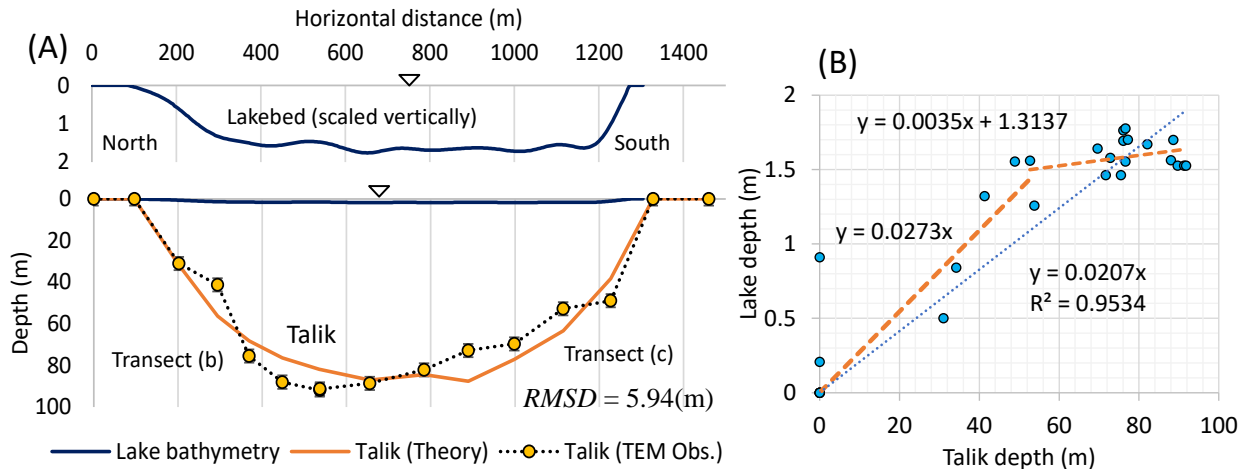 (A)
Horizontal distance (m)
0 200 400 600 800 1000 1200 1400
0
1
2
Lakebed (scaled vertically)
North
South
0
20
40
60
80
100
Depth (m)
Talik
Transect (b)
Transect (c)
RMSD = 5.94(m)
Lake bathymetry
Talik (Theory)
Talik (TEM Obs.)
(B)
2
1.5
1
0.5
0
Lake depth (m)
y = 0.0035x + 1.3137
y = 0.0273x
y = 0.0207x
R² = 0.9534
0 20 40 60 80 100
Talik depth (m)